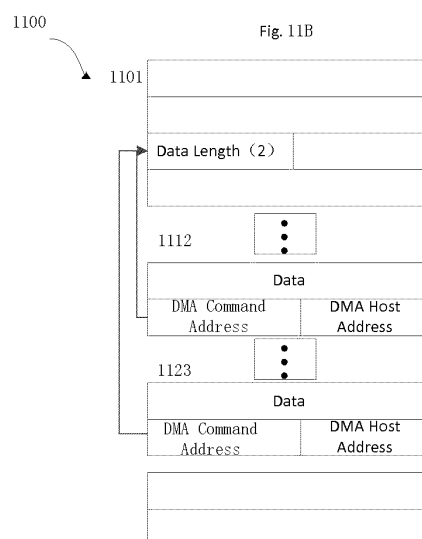 1100
Fig. 11B
1101
Data Length（2）
1112
Data
DMA Command Address
DMA Host Address
1123
Data
DMA Command Address
DMA Host Address